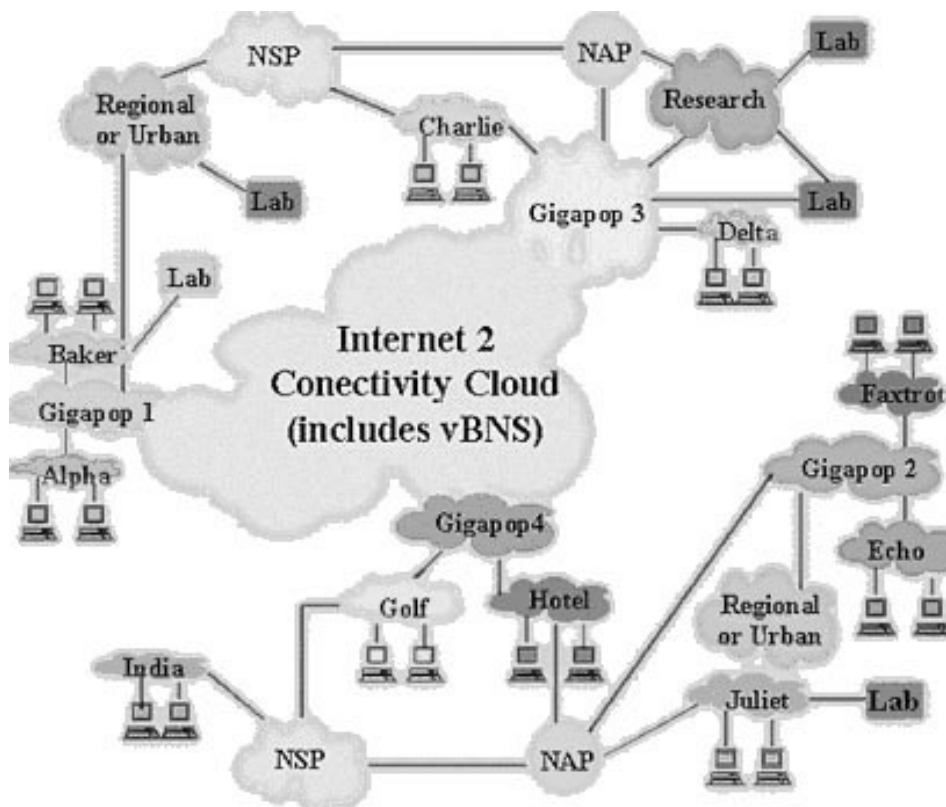 NSP
NAP
Lab
Regional
or Urban
Charlie
Research
Lab
Gigapop 3
Lab
Delta
Lab
Baker
Internet 2
Conectivity Cloud
(includes vBNS)
Gigapop 1
Faxtrot
Alpha
Gigapop 2
Gigapop4
Echo
Golf
Hotel
Regional
or Urban
India
Juliet
Lab
NSP
NAP